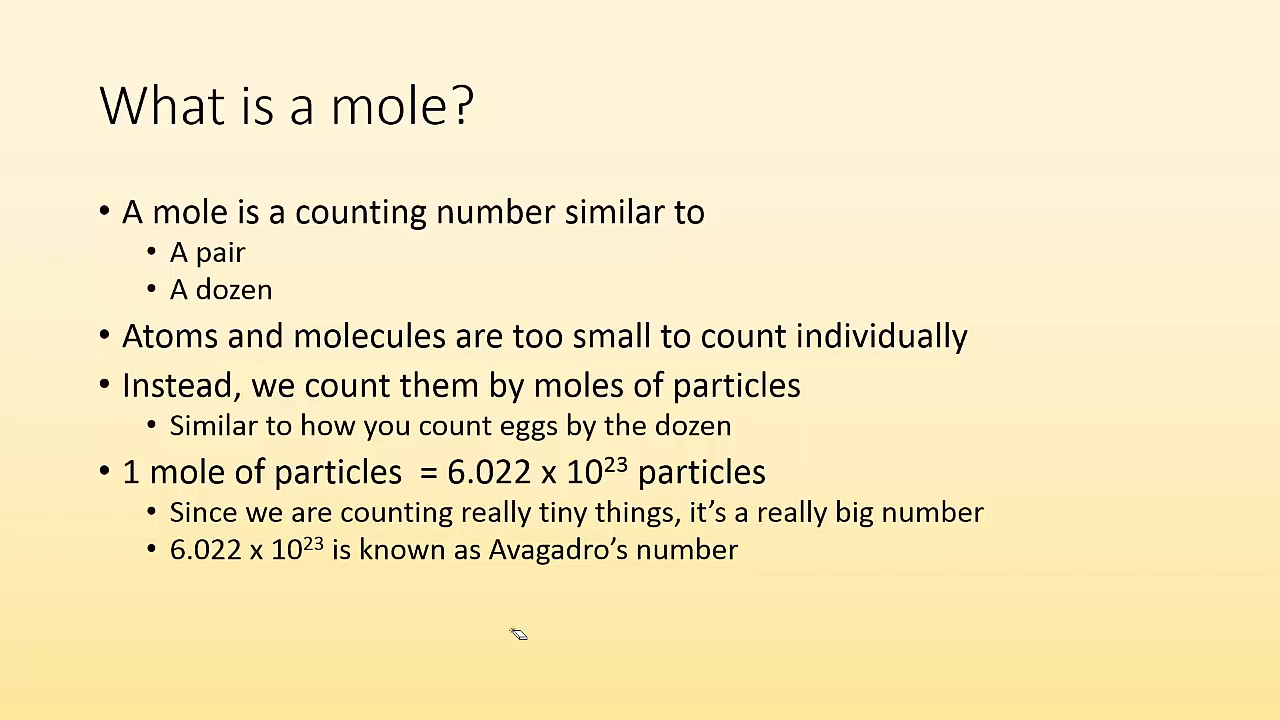 What is a mole?
• A mole is a counting number similar to
• A pair
• A dozen
• Atoms and molecules are too small to count individually
• Instead, we count them by moles of particles
• Similar to how you count eggs by the dozen
• 1 mole of particles = 6.022 x 10²³ particles
• Since we are counting really tiny things, it’s a really big number
• 6.022 x 10²³ is known as Avagadro’s number